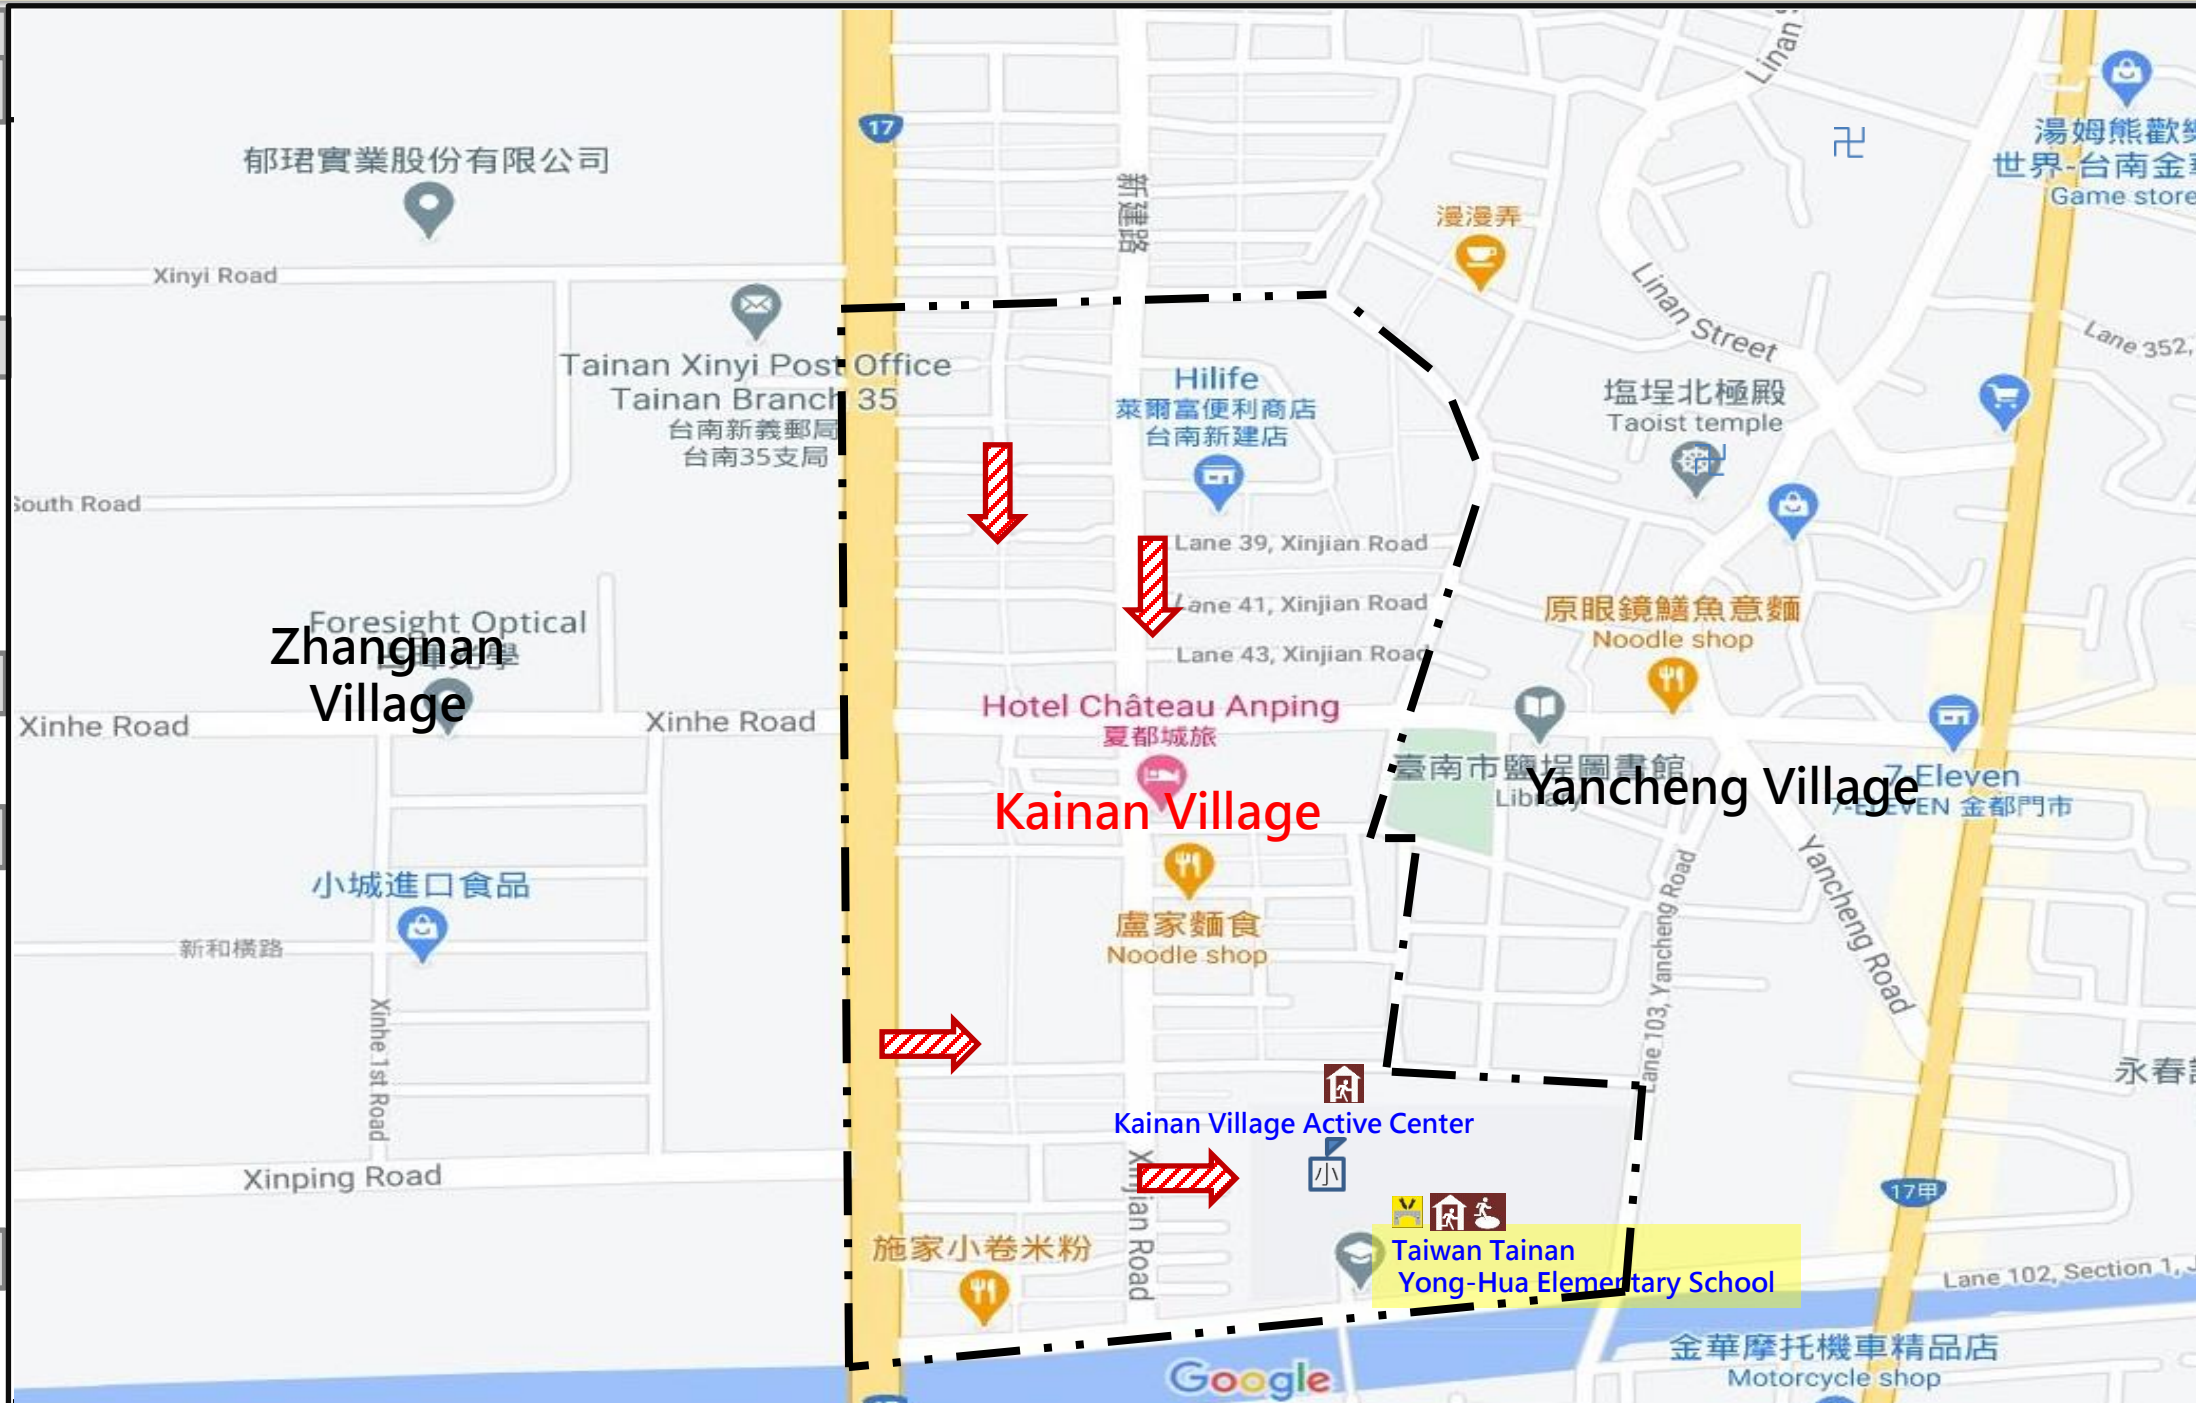 Linan S
17
湯姆熊歡樂
世界-台南金華
Game store
郁珺實業股份有限公司
新建路
漫漫弄
Xinyi Road
Linan Street
Lane 352,
Tainan Xinyi Post Office
Tainan Branch 35
台南新義郵局
台南35支局
Hilife
萊爾富便利商店
台南新建店
塩埕北極殿
Taoist temple
South Road
Lane 39, Xinjian Road
Lane 41, Xinjian Road
Lane 43, Xinjian Road
原眼鏡鱔魚意麵
Noodle shop
Foresight Optical
Zhangnan
Village
Xinhe Road
Xinhe Road
Hotel Château Anping
夏都城旅
Kainan Village
臺南市鹽埕圖書館
Library
Yancheng Village
7-Eleven
7-ELEVEN 金都門市
小城進口食品
盧家麵食
Noodle shop
新和橫路
Xinhe 1st Road
Lane 103, Yancheng Road
Yancheng Road
永春
Kainan Village Active Center
小
Xinping Road
Xinjian Road
17甲
施家小卷米粉
Taiwan Tainan
Yong-Hua Elementary School
Lane 102, Section 1, J
金華摩托機車精品店
Motorcycle shop
Google